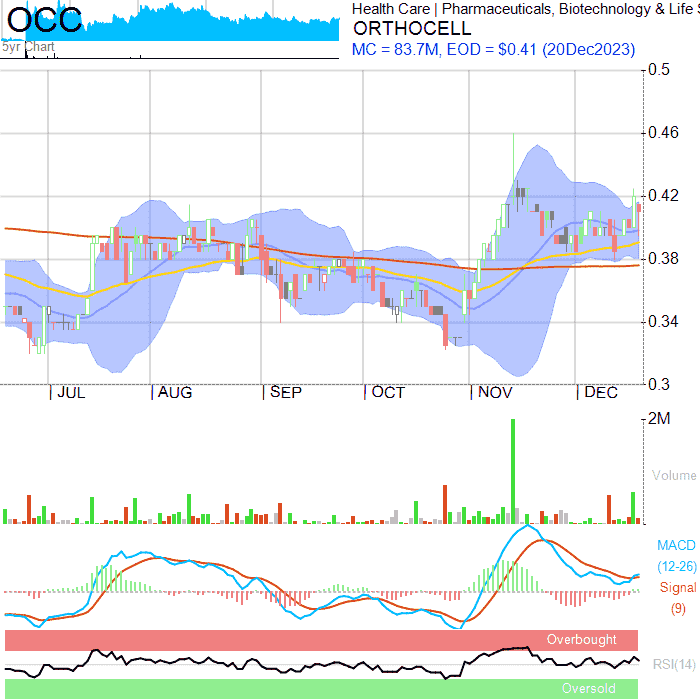 OCC
5yr Chart
Health Care | Pharmaceuticals, Biotechnology & Life S
ORTHOCELL
MC = 83.7M, EOD = $0.41 (20Dec2023)
0.5
0.46
0.42
0.38
0.34
0.3
JUL AUG SEP OCT NOV DEC
2M
Volume
MACD
(12-26)
Signal
(9)
Overbought
RSI(14)
Oversold